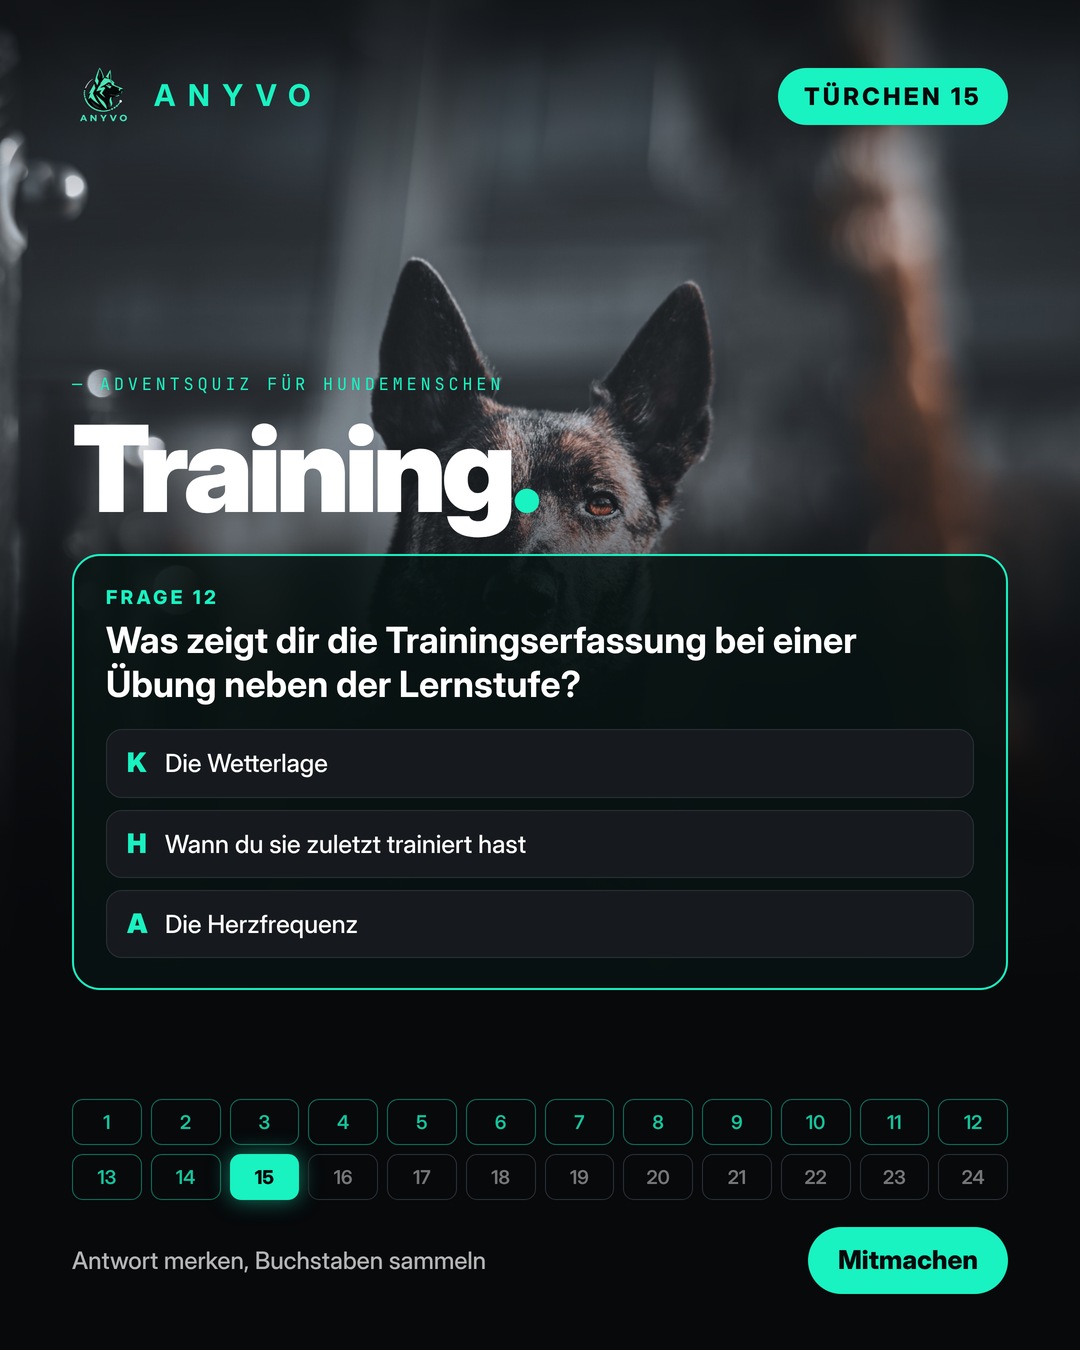 ANYVO
ANYVO
TÜRCHEN 15
– ADVENTSQUIZ FÜR HUNDEMENSCHEN
Training.
FRAGE 12
Was zeigt dir die Trainingserfassung bei einer
Übung neben der Lernstufe?
K Die Wetterlage
H Wann du sie zuletzt trainiert hast
A Die Herzfrequenz
1 2 3 4 5 6 7 8 9 10 11 12
13 14 15 16 17 18 19 20 21 22 23 24
Antwort merken, Buchstaben sammeln
Mitmachen